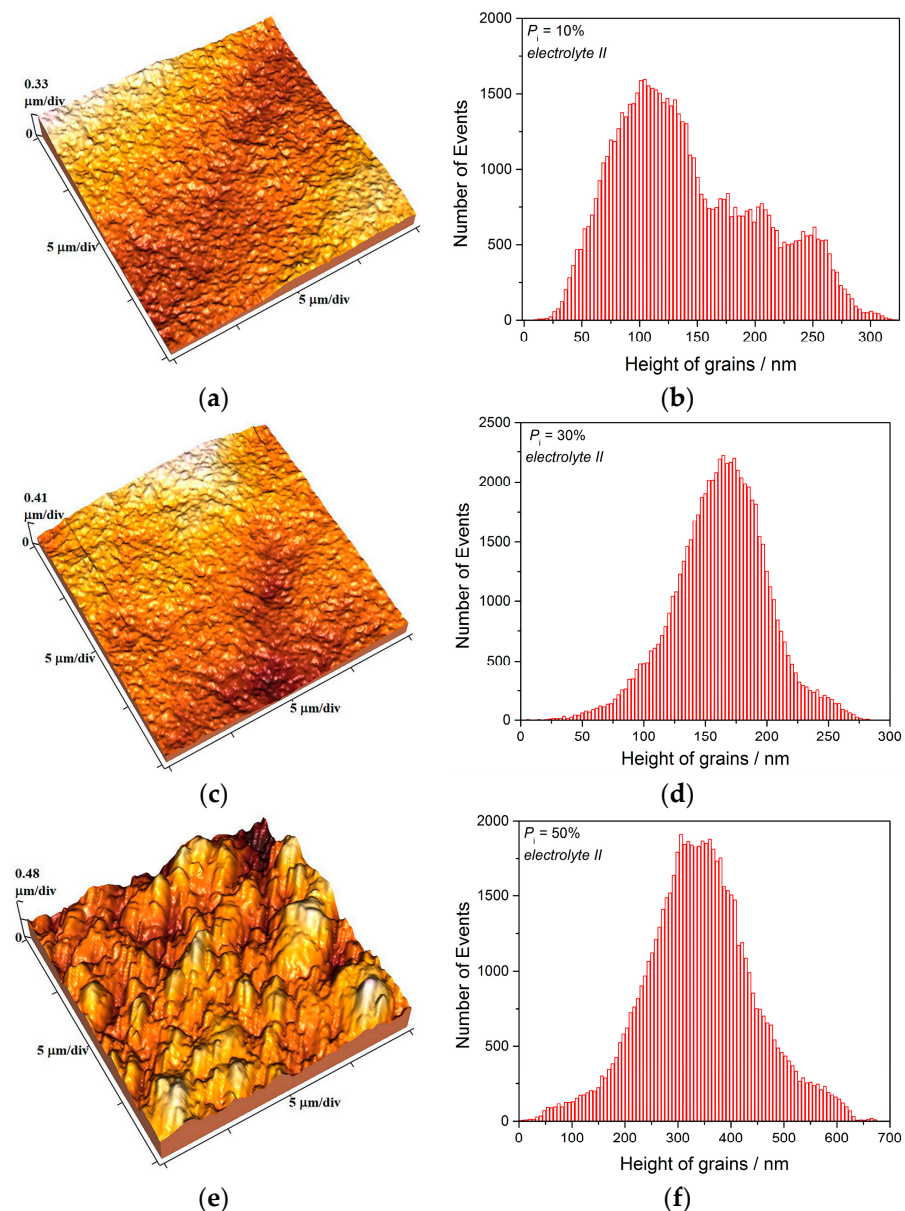 0.33
μm/div
0
5 μm/div
5 μm/div
(a)
2000
1500
1000
500
0
0 50 100 150 200 250 300
Number of Events
Height of grains / nm
Pi = 10%
electrolyte II
(b)
0.41
μm/div
0
5 μm/div
5 μm/div
(c)
2500
2000
1500
1000
500
0
0 50 100 150 200 250 300
Number of Events
Height of grains / nm
Pi = 30%
electrolyte II
(d)
0.48
μm/div
0
5 μm/div
5 μm/div
(e)
2000
1500
1000
500
0
0 100 200 300 400 500 600 700
Number of Events
Height of grains / nm
Pi = 50%
electrolyte II
(f)